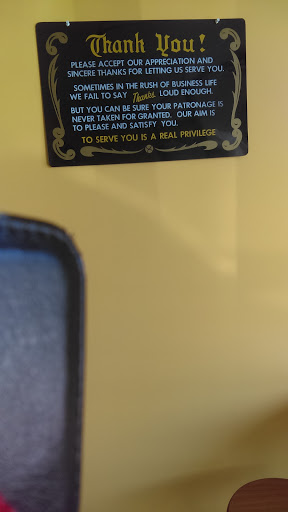 Thank You!
PLEASE ACCEPT OUR APPRECIATION AND
SINCERE THANKS FOR LETTING US SERVE YOU.
SOMETIMES IN THE RUSH OF BUSINESS LIFE
WE FAIL TO SAY Thanks LOUD ENOUGH.
BUT YOU CAN BE SURE YOUR PATRONAGE IS
NEVER TAKEN FOR GRANTED. OUR AIM IS
TO PLEASE AND SATISFY YOU.
TO SERVE YOU IS A REAL PRIVILEGE